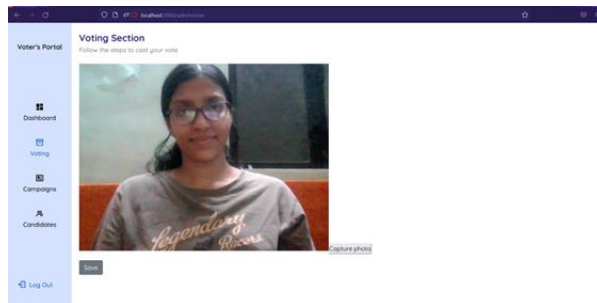 Voter's Portal
Dashboard
Voting
Campaigns
Candidates
Log Out
Voting Section
Follow the steps to cast your vote
Legendary
Racers
Capture photo
Save